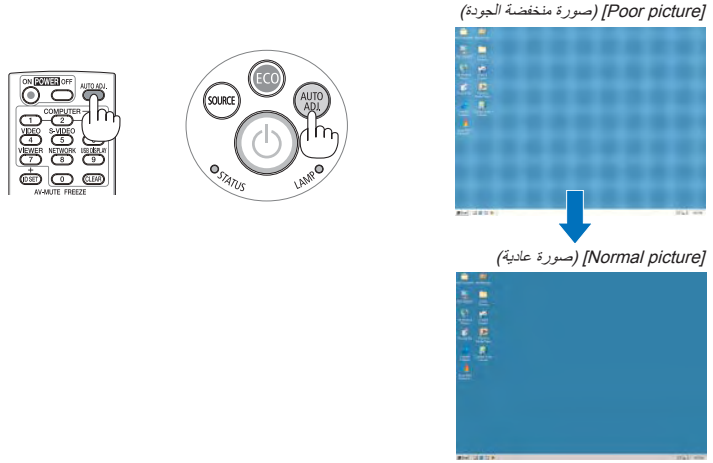 [Poor picture] (صورة منخفضة الجودة)
ON POWER OFF
AUTO ADJ.
COMPUTER
1 2
VIDEO S-VIDEO
4 5
VIEWER NETWORK USB DISPLAY
7 8 9
+
ID SET 0 CLEAR
AV-MUTE FREEZE
ECO
SOURCE
AUTO
ADJ.
STATUS
LAMP
[Normal picture] (صورة عادية)